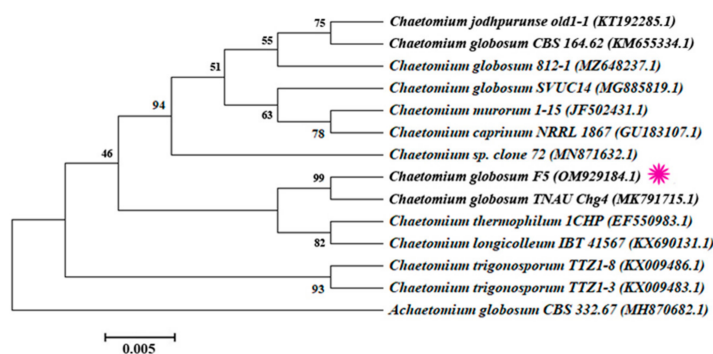 75
Chaetomium jodhpurunse old1-1 (KT192285.1)
55
Chaetomium globosum CBS 164.62 (KM655334.1)
51
Chaetomium globosum 812-1 (MZ648237.1)
Chaetomium globosum SVUC14 (MG885819.1)
94
63
Chaetomium murorum 1-15 (JF502431.1)
78
Chaetomium caprinum NRRL 1867 (GU183107.1)
46
Chaetomium sp. clone 72 (MN871632.1)
99
Chaetomium globosum F5 (OM929184.1)
Chaetomium globosum TNAU Chg4 (MK791715.1)
Chaetomium thermophilum 1CHP (EF550983.1)
82
Chaetomium longicolleum IBT 41567 (KX690131.1)
Chaetomium trigonosporum TTZ1-8 (KX009486.1)
93
Chaetomium trigonosporum TTZ1-3 (KX009483.1)
Achaetomium globosum CBS 332.67 (MH870682.1)
0.005